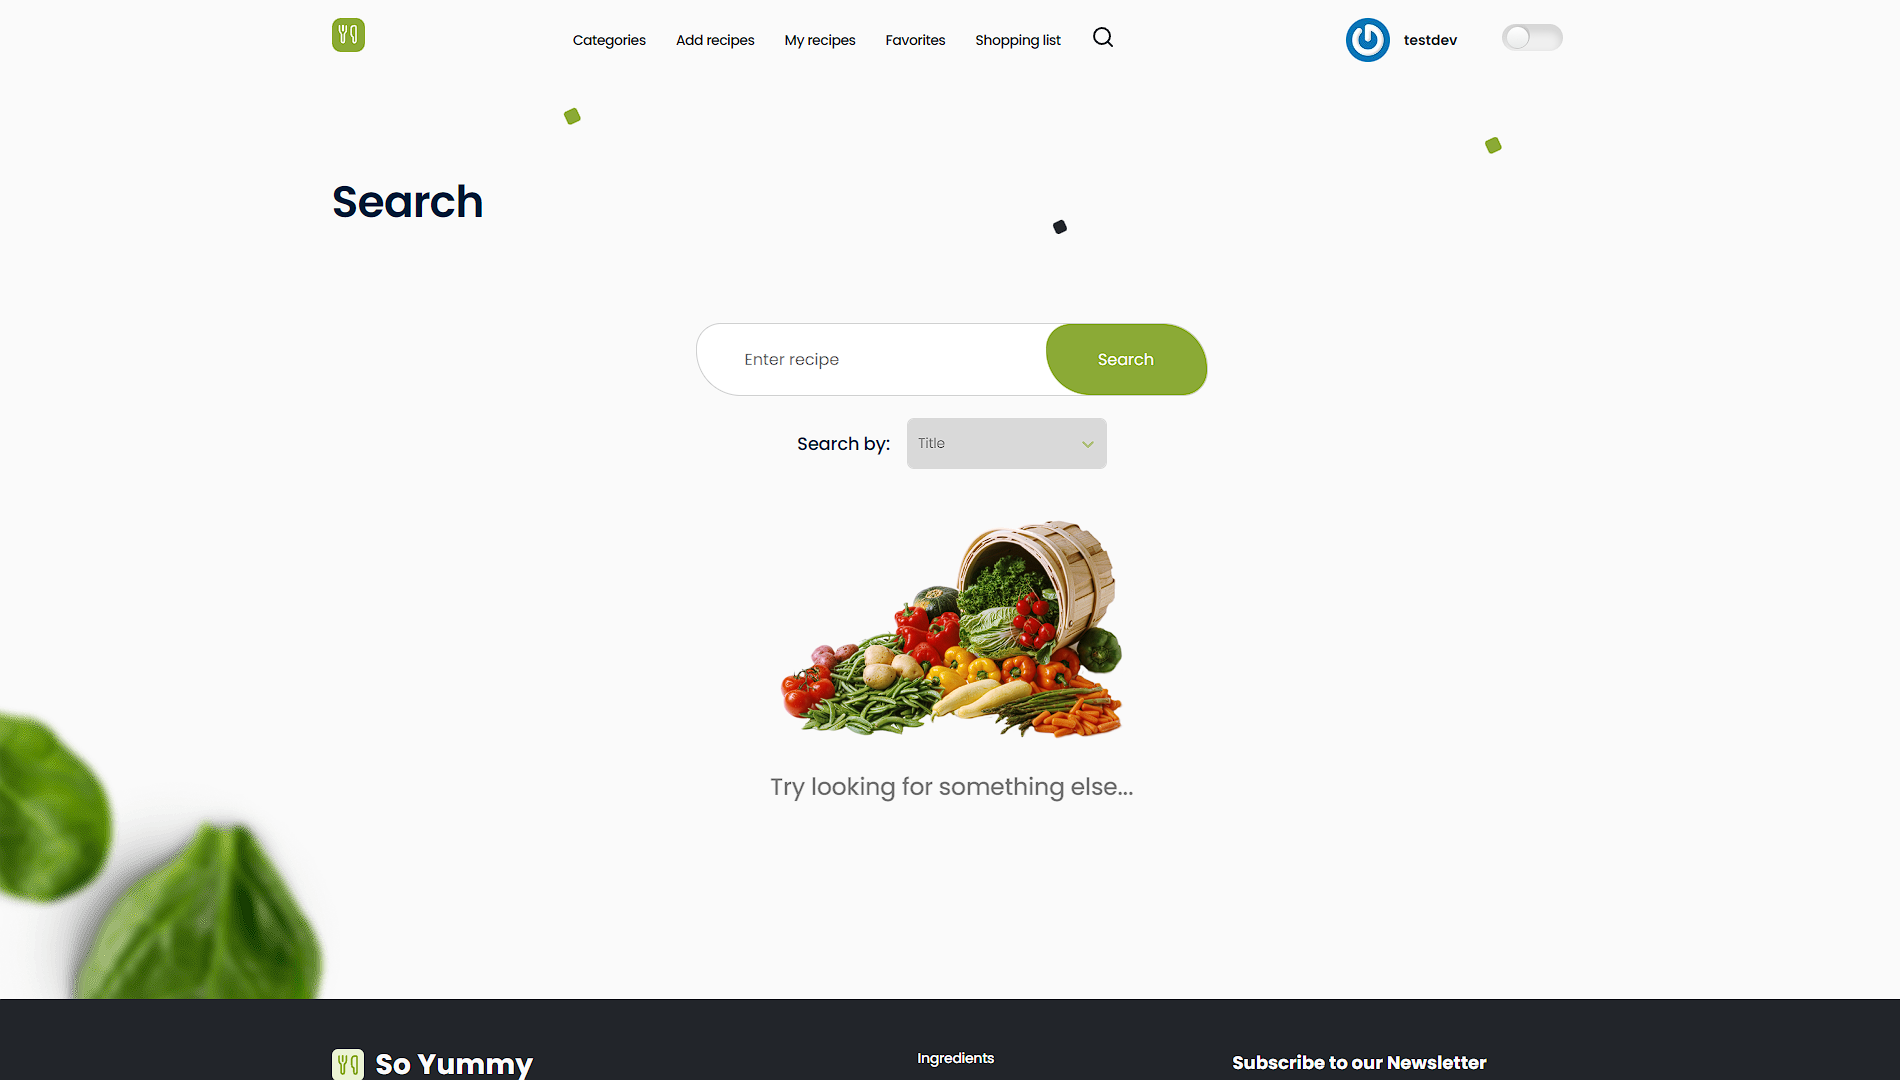 Categories
Add recipes
My recipes
Favorites
Shopping list
testdev
Search
Enter recipe
Search
Search by:
Title
Try looking for something else...
So Yummy
Ingredients
Subscribe to our Newsletter